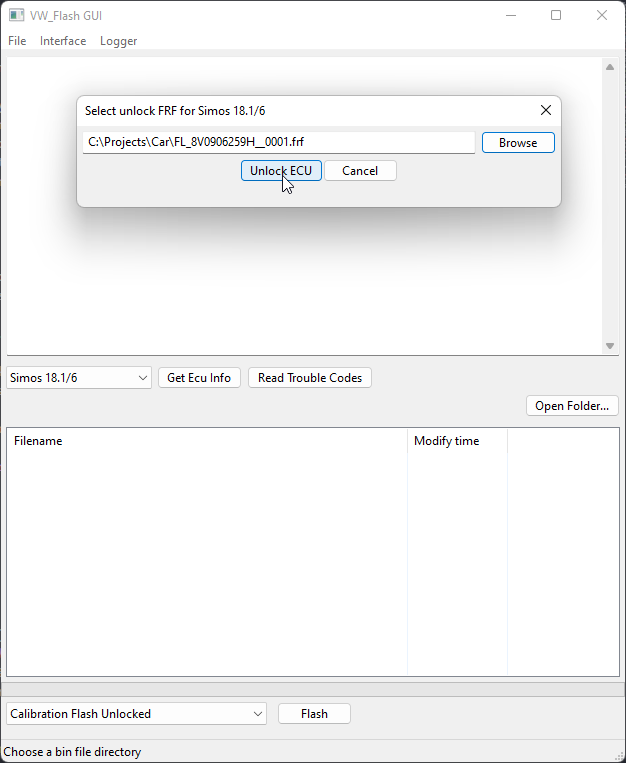 VW_Flash GUI
File Interface Logger
Select unlock FRF for Simos 18.1/6
C:\Projects\Car\FL_8V0906259H__0001.frf Browse
Unlock ECU Cancel
Simos 18.1/6 Get Ecu Info Read Trouble Codes
Open Folder...
Filename Modify time
Calibration Flash Unlocked Flash
Choose a bin file directory